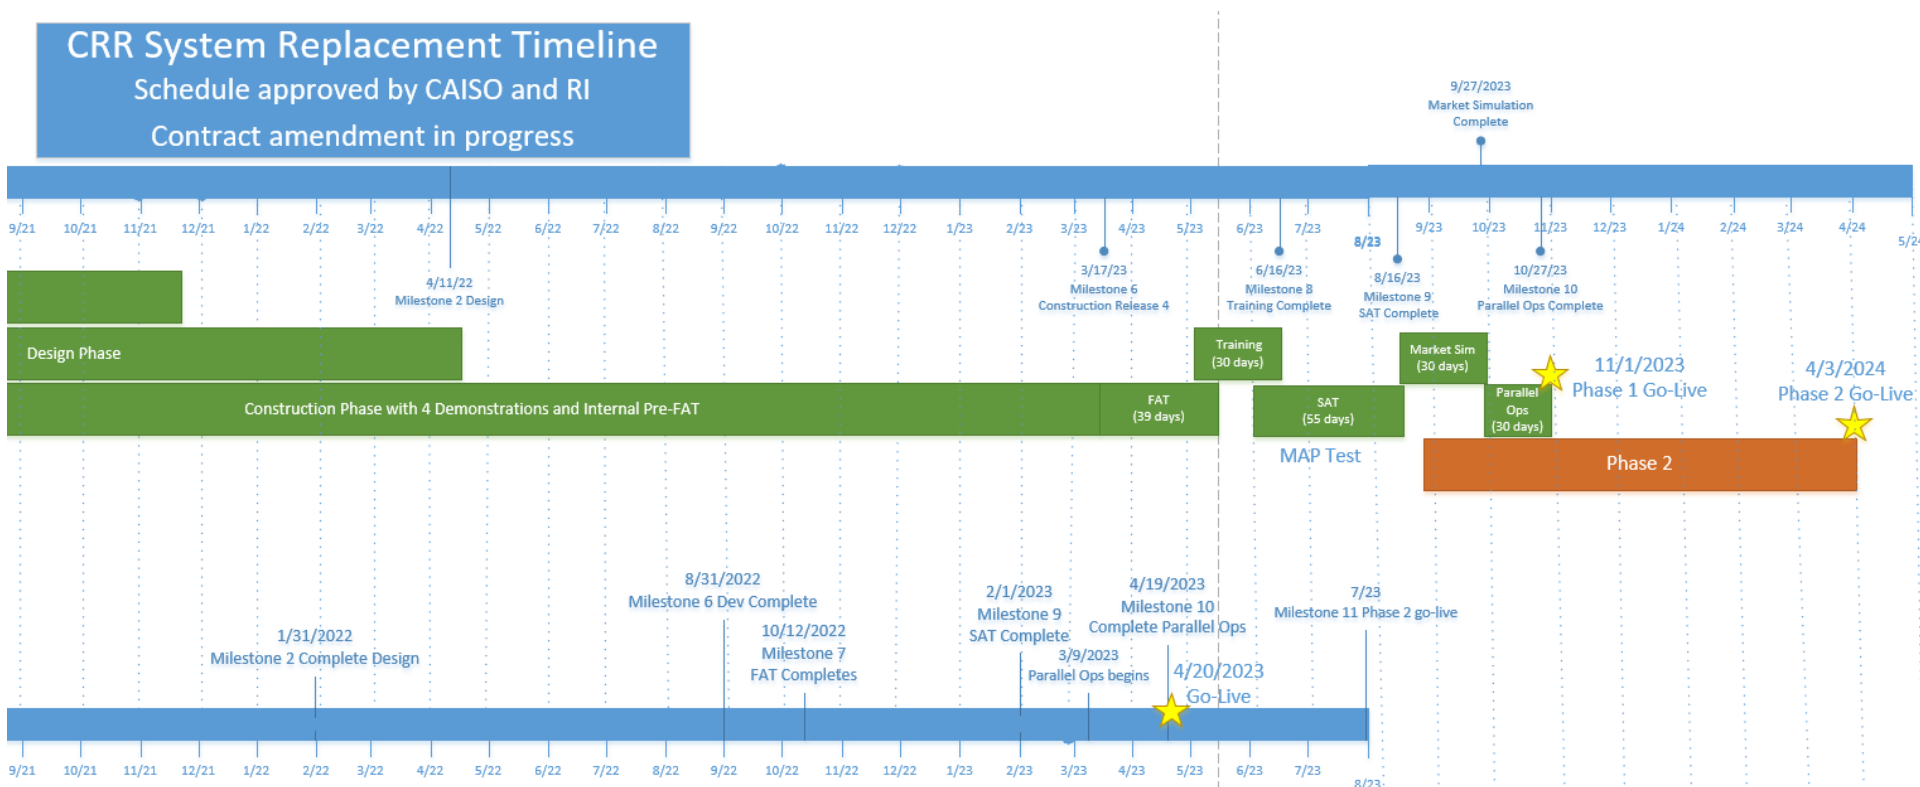 CRR System Replacement Timeline
Schedule approved by CAISO and RI
Contract amendment in progress
9/27/2023
Market Simulation
Complete
9/21 10/21 11/21 12/21 1/22 2/22 3/22 4/22 5/22 6/22 7/22 8/22 9/22 10/22 11/22 12/22 1/23 2/23 3/23 4/23 5/23 6/23 7/23 8/23 9/23 10/23 11/23 12/23 1/24 2/24 3/24 4/24 5/24
4/11/22
Milestone 2 Design
3/17/23
Milestone 6
Construction Release 4
6/16/23
Milestone 8
Training Complete
8/16/23
Milestone 9
SAT Complete
10/27/23
Milestone 10
Parallel Ops Complete
Design Phase
Training
(30 days)
Market Sim
(30 days)
11/1/2023
Phase 1 Go-Live
4/3/2024
Phase 2 Go-Live
Construction Phase with 4 Demonstrations and Internal Pre-FAT
FAT
(39 days)
SAT
(55 days)
Parallel
Ops
(30 days)
MAP Test
Phase 2
1/31/2022
Milestone 2 Complete Design
8/31/2022
Milestone 6 Dev Complete
10/12/2022
Milestone 7
FAT Completes
2/1/2023
Milestone 9
SAT Complete
3/9/2023
Parallel Ops begins
4/19/2023
Milestone 10
Complete Parallel Ops
4/20/2023
Go-Live
7/23
Milestone 11 Phase 2 go-live
9/21 10/21 11/21 12/21 1/22 2/22 3/22 4/22 5/22 6/22 7/22 8/22 9/22 10/22 11/22 12/22 1/23 2/23 3/23 4/23 5/23 6/23 7/23 8/23